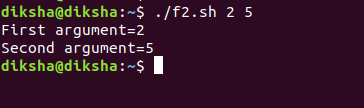 diksha@diksha:~$ ./f2.sh 2 5
First argument=2
Second argument=5
diksha@diksha:~$